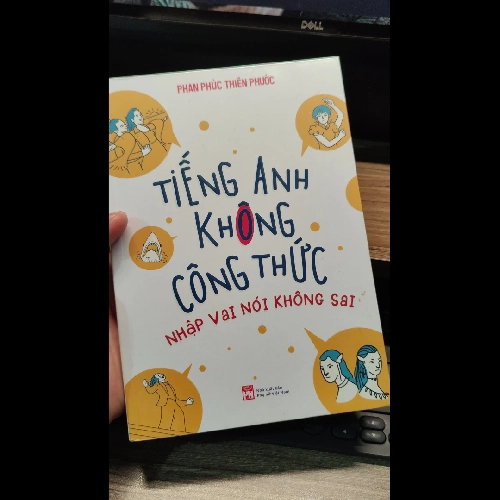 DELL
PHAN PHÚC THIÊN PHƯỚC
TIẾNG ANH
KHÔNG
CÔNG THỨC
NHẬP VAI NÓI KHÔNG SAI